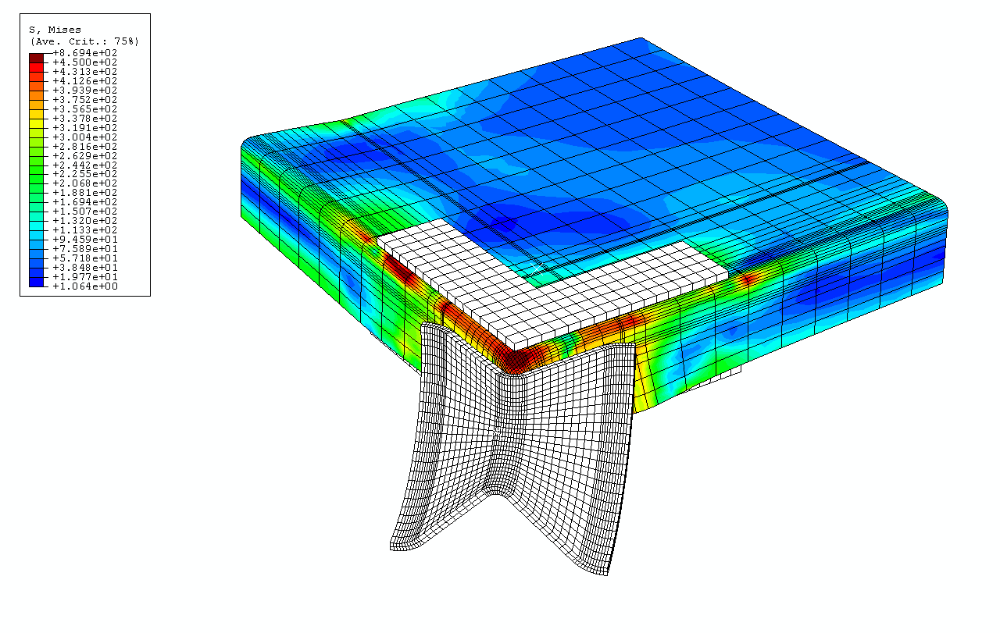 S, Mises
(Ave. Crit.: 75%)
+8.694e+02
+4.500e+02
+4.313e+02
+4.126e+02
+3.939e+02
+3.752e+02
+3.565e+02
+3.378e+02
+3.191e+02
+3.004e+02
+2.816e+02
+2.629e+02
+2.442e+02
+2.255e+02
+2.068e+02
+1.881e+02
+1.694e+02
+1.507e+02
+1.320e+02
+1.133e+02
+9.459e+01
+7.589e+01
+5.718e+01
+3.848e+01
+1.977e+01
+1.064e+00